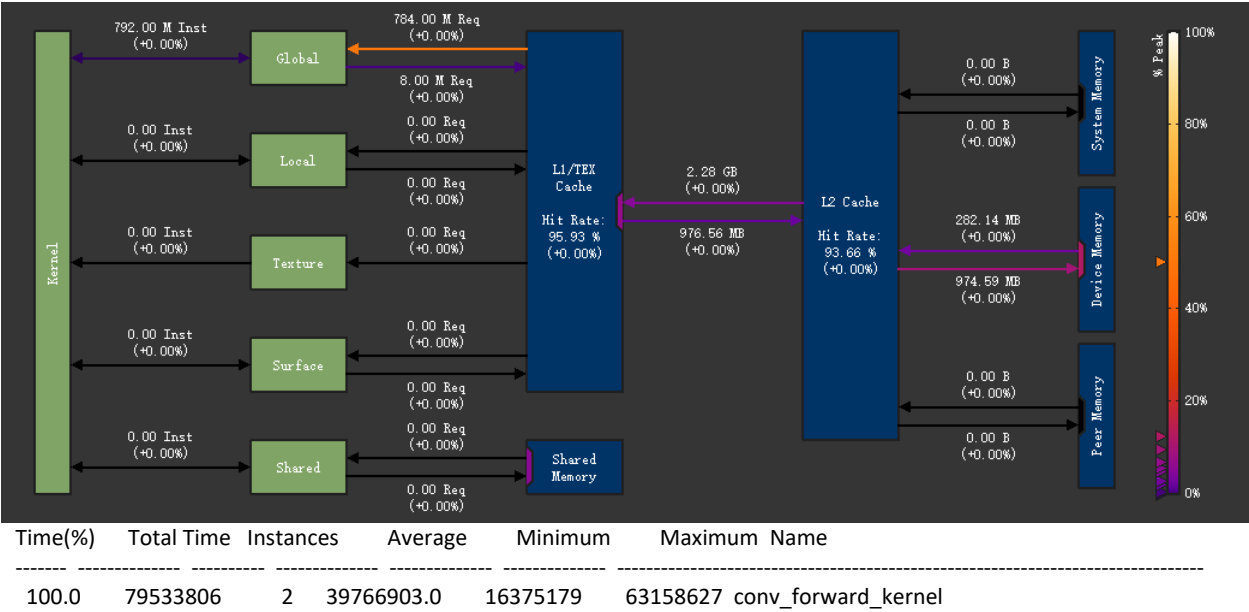 792.00 M Inst
(+0.00%)
Global
784.00 M Req
(+0.00%)
8.00 M Req
(+0.00%)
0.00 Inst
(+0.00%)
Local
0.00 Req
(+0.00%)
0.00 Req
(+0.00%)
0.00 Inst
(+0.00%)
Texture
0.00 Req
(+0.00%)
0.00 Inst
(+0.00%)
Surface
0.00 Req
(+0.00%)
0.00 Req
(+0.00%)
0.00 Inst
(+0.00%)
Shared
0.00 Req
(+0.00%)
0.00 Req
(+0.00%)
Kernel
L1/TEX
Cache
Hit Rate:
95.93 %
(+0.00%)
Shared
Memory
2.28 GB
(+0.00%)
976.56 MB
(+0.00%)
L2 Cache
Hit Rate:
93.66 %
(+0.00%)
0.00 B
(+0.00%)
0.00 B
(+0.00%)
System Memory
282.14 MB
(+0.00%)
974.59 MB
(+0.00%)
Device Memory
0.00 B
(+0.00%)
0.00 B
(+0.00%)
Peer Memory
% Peak
100%
80%
60%
40%
20%
0%
Time(%) Total Time Instances Average Minimum Maximum Name
100.0 79533806 2 39766903.0 16375179 63158627 conv_forward_kernel